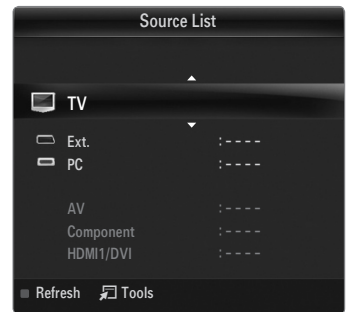 Source List
TV
Ext. :----
PC :----
AV :----
Component :----
HDMI1/DVI :----
Refresh Tools